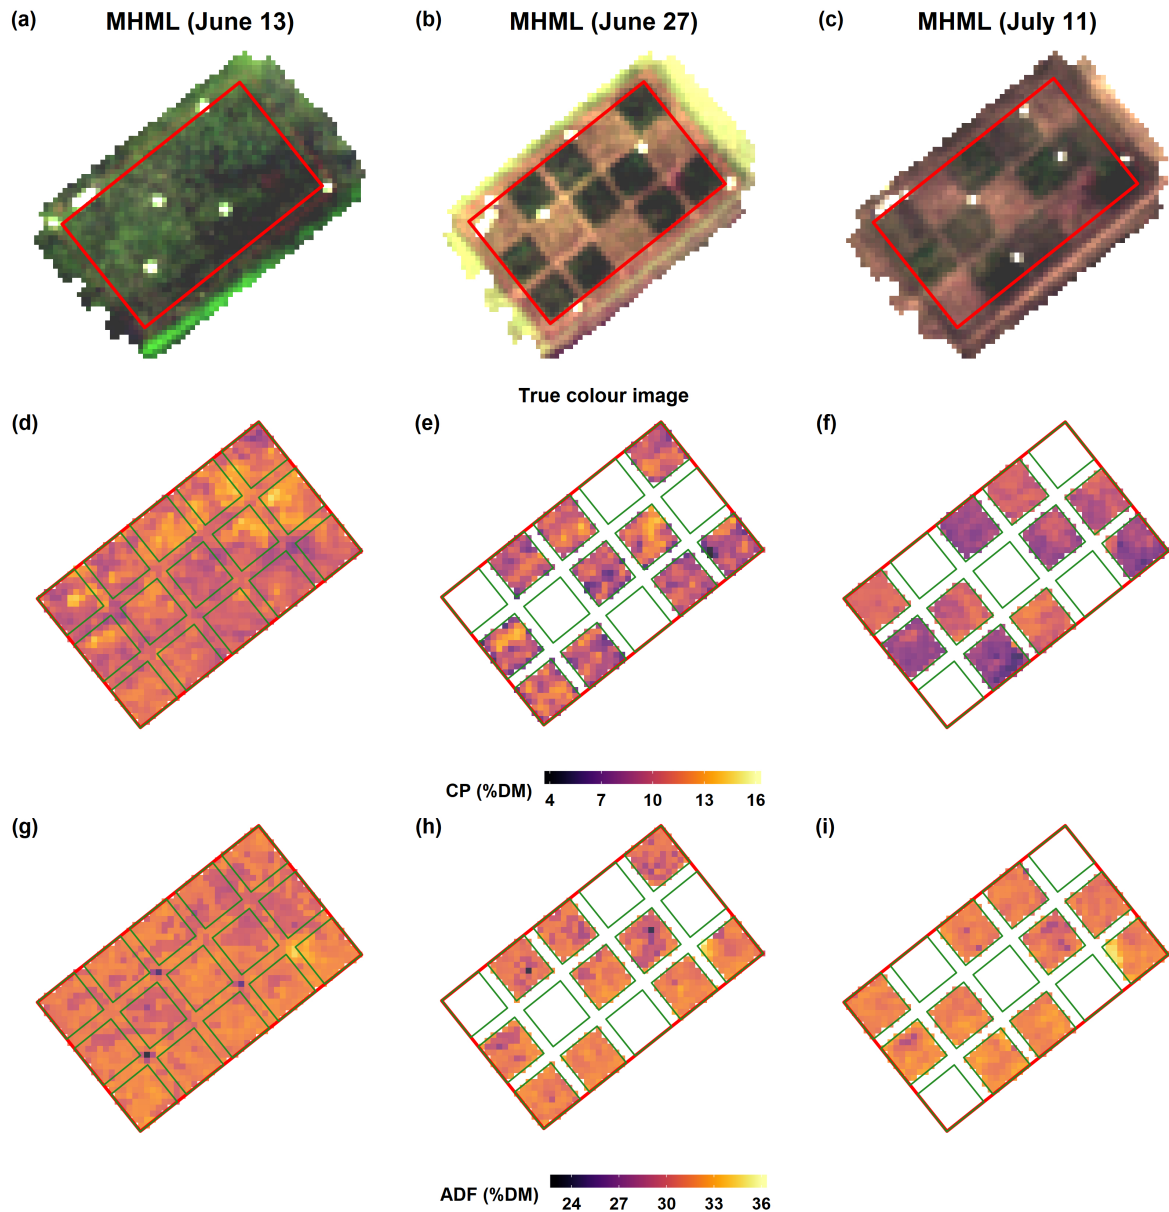 (a) MHML (June 13) (b) MHML (June 27) (c) MHML (July 11)
True colour image
(d) (e) (f)
CP (%DM) 4 7 10 13 16
(g) (h) (i)
ADF (%DM) 24 27 30 33 36